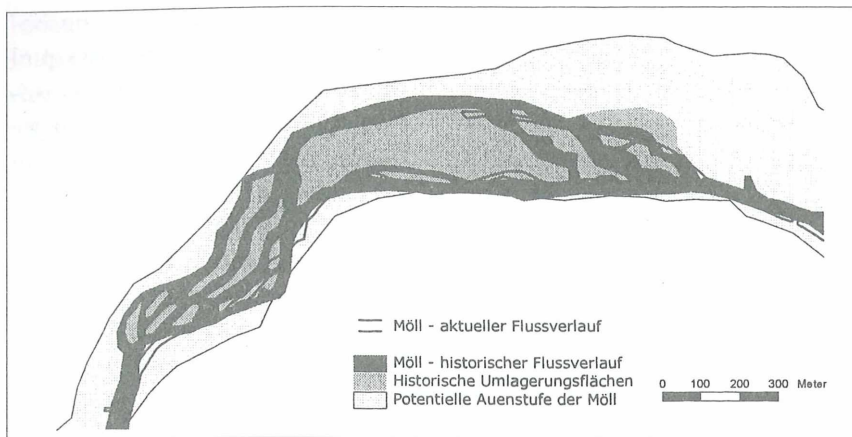 Möll - aktueller Flussverlauf
Möll - historischer Flussverlauf
Historische Umlagerungsflächen
Potentielle Auenstufe der Möll
0 100 200 300 Meter